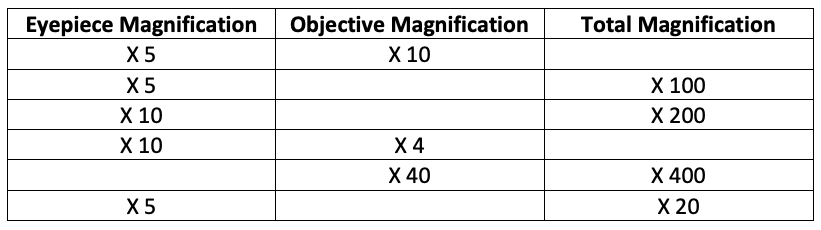 Eyepiece Magnification Objective Magnification Total Magnification
X 5 X 10
X 5 X 100
X 10 X 200
X 10 X 4
X 40 X 400
X 5 X 20